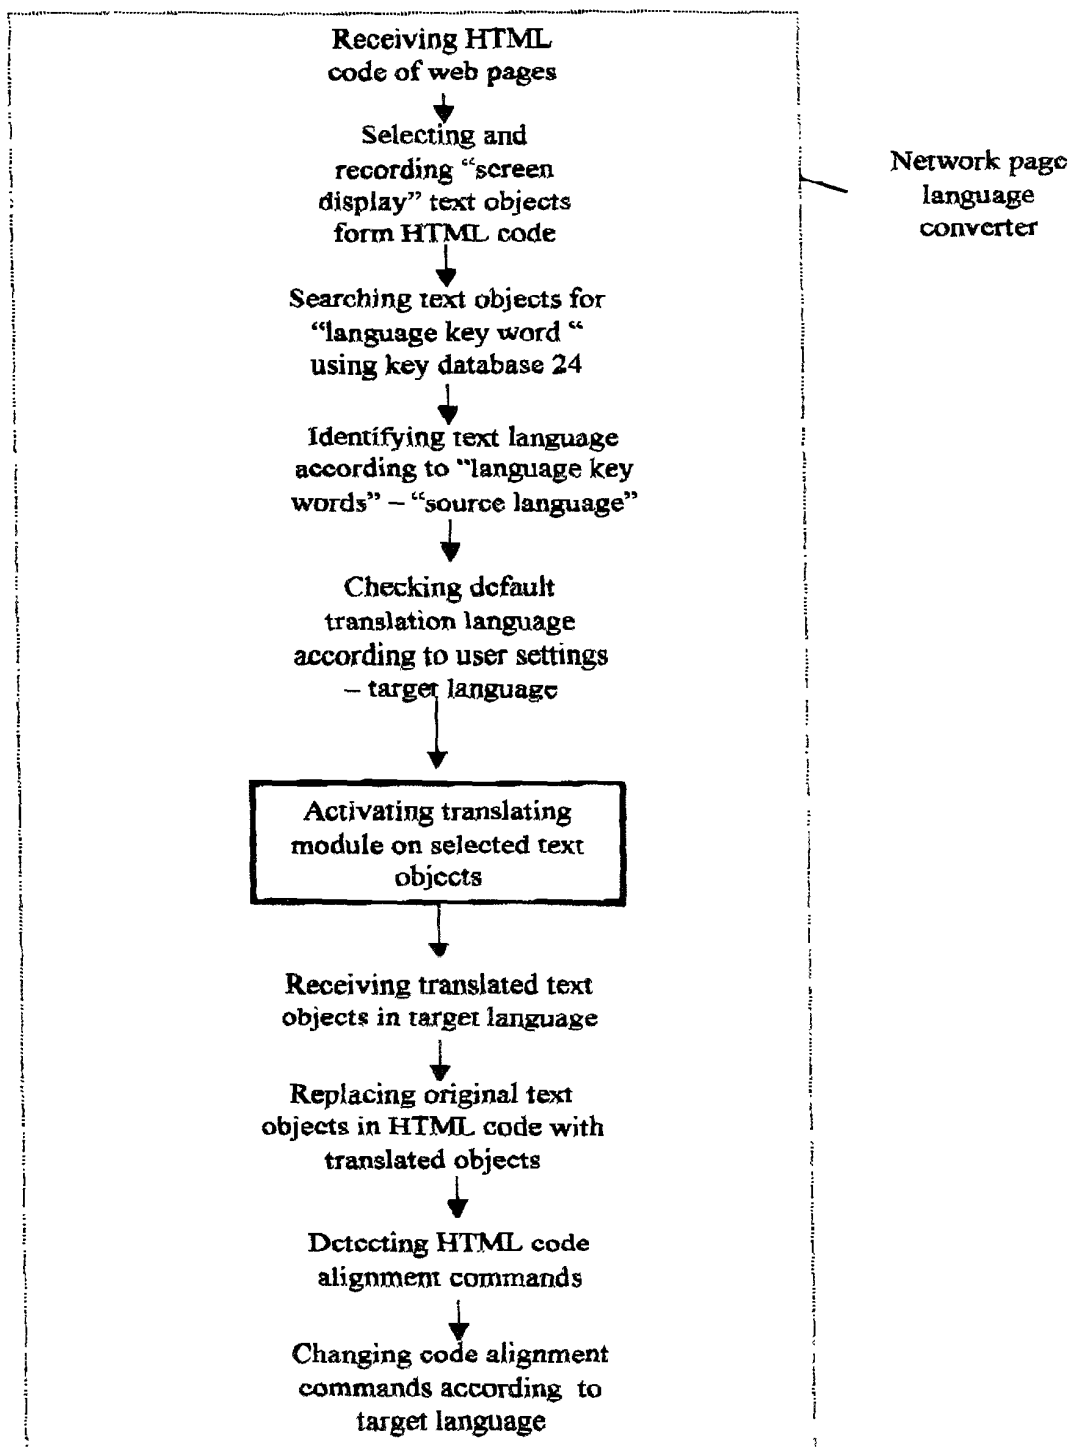 Receiving HTML
code of web pages
Selecting and
recording “screen
display” text objects
form HTML code
Network page
language
converter
Searching text objects for
“language key word “
using key database 24
Identifying text language
according to “language key
words” – “source language”
Checking default
translation language
according to user settings
– target language
Activating translating
module on selected text
objects
Receiving translated text
objects in target language
Replacing original text
objects in HTML code with
translated objects
Detecting HTML code
alignment commands
Changing code alignment
commands according to
target language